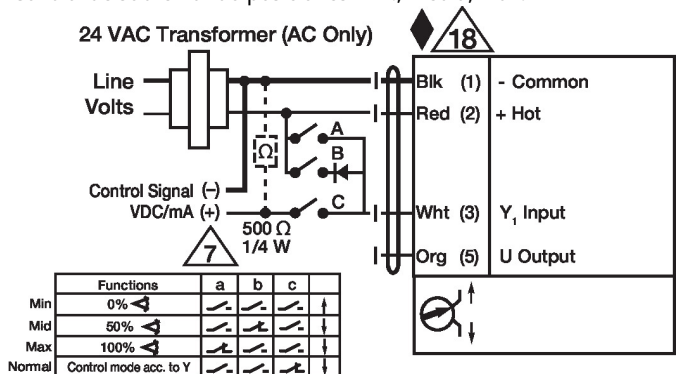 24 VAC Transformer (AC Only)
18
Line
Volts
Blk (1) - Common
Red (2) + Hot
A
B
C
Ω
Control Signal (−)
VDC/mA (+)
500 Ω
1/4 W
Wht (3) Y1 Input
Org (5) U Output
7
Functions a b c
Min 0%
Mid 50%
Max 100%
Normal Control mode acc. to Y